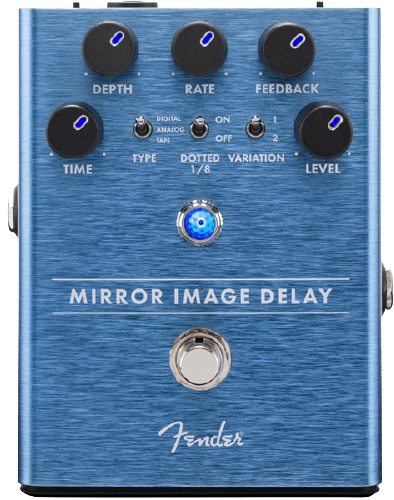 DEPTH RATE FEEDBACK
DIGITAL ON 1
ANALOG
TAPE OFF 2
TIME TYPE DOTTED VARIATION LEVEL
1/8
MIRROR IMAGE DELAY
Fender